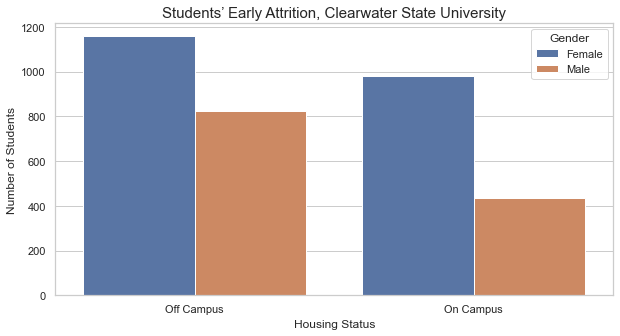 Students’ Early Attrition, Clearwater State University
Gender
Female
Male
Number of Students
1200
1000
800
600
400
200
0
Off Campus
On Campus
Housing Status